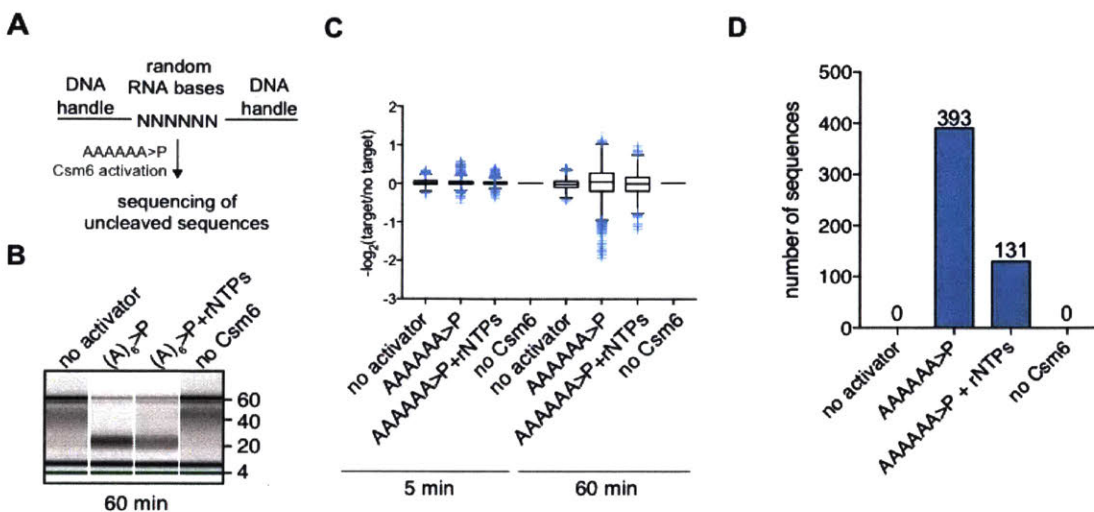 A
DNA handle
random RNA bases
DNA handle
NNNNNN
AAAAAA>P
Csm6 activation
sequencing of
uncleaved sequences
B
no activator
(A)6>P
(A)6>P+rNTPs
no Csm6
60
40
20
4
60 min
C
-log2(target/no target)
2
1
0
-1
-2
-3
no activator
AAAAAA>P
AAAAAA>P+rNTPs
no Csm6
no activator
AAAAAA>P
AAAAAA>P+rNTPs
no Csm6
5 min
60 min
D
number of sequences
500
400
300
200
100
0
0
393
131
0
no activator
AAAAAA>P
AAAAAA>P + rNTPs
no Csm6